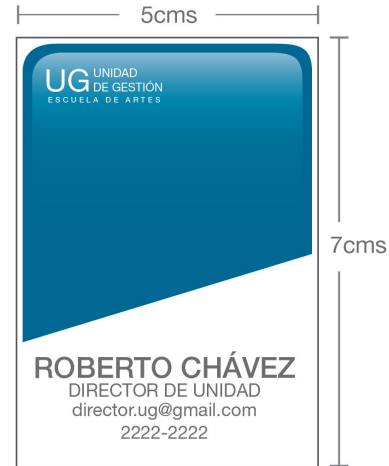 5cms
UG UNIDAD
DE GESTIÓN
ESCUELA DE ARTES
7cms
ROBERTO CHÁVEZ
DIRECTOR DE UNIDAD
director.ug@gmail.com
2222-2222